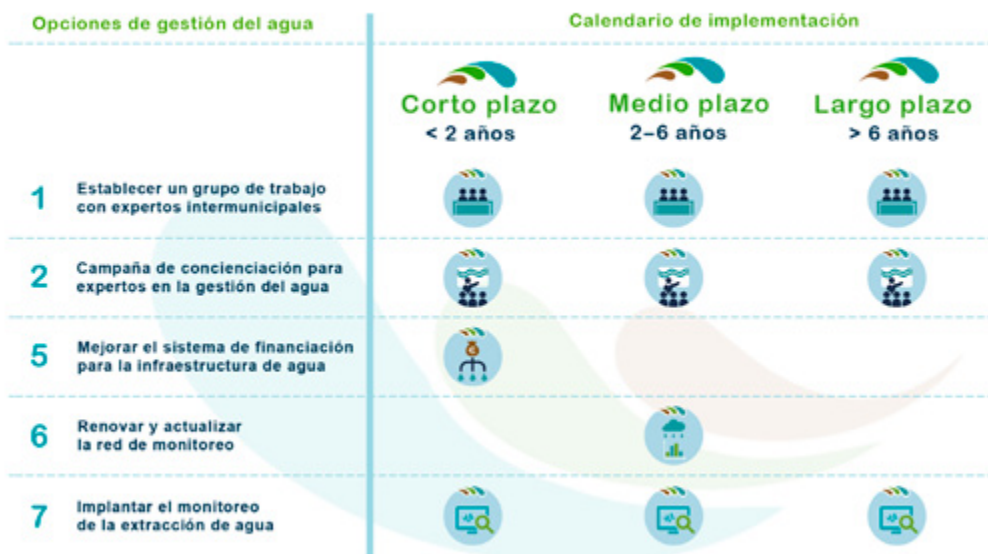 Opciones de gestión del agua
Calendario de implementación
Corto plazo
< 2 años
Medio plazo
2–6 años
Largo plazo
> 6 años
1
Establecer un grupo de trabajo
con expertos intermunicipales
2
Campaña de concienciación para
expertos en la gestión del agua
5
Mejorar el sistema de financiación
para la infraestructura de agua
6
Renovar y actualizar
la red de monitoreo
7
Implantar el monitoreo
de la extracción de agua